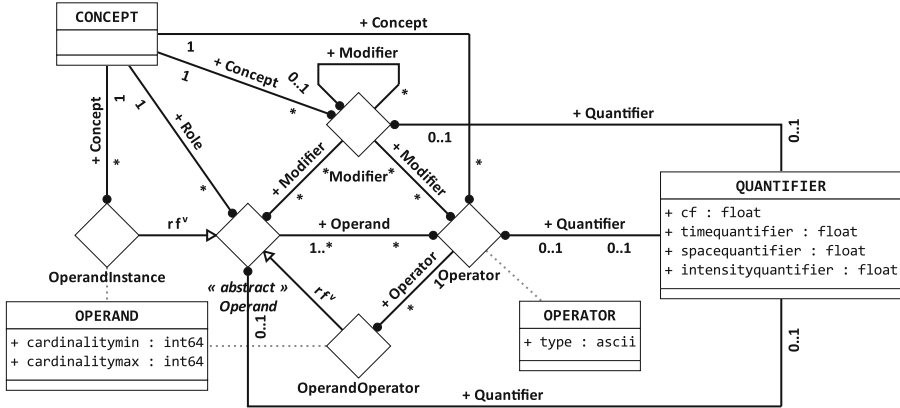 CONCEPT
+ Concept
1
1
+ Concept
0..1
*
+ Modifier
*
+ Quantifier
0..1
0..1
+ Concept
1
*
1
+ Role
*
+ Modifier
*
*
Modifier
*
+ Modifier
*
*
QUANTIFIER
+ cf : float
+ timequantifier : float
+ spacequantifier : float
+ intensityquantifier : float
rfᵛ
+ Operand
1..*
*
+ Quantifier
0..1
0..1
OperandInstance
« abstract »
Operand
0..1
rfᵛ
+ Operator
1
*
Operator
OPERAND
+ cardinalitymin : int64
+ cardinalitymax : int64
OPERATOR
+ type : ascii
0..1
OperandOperator
+ Quantifier